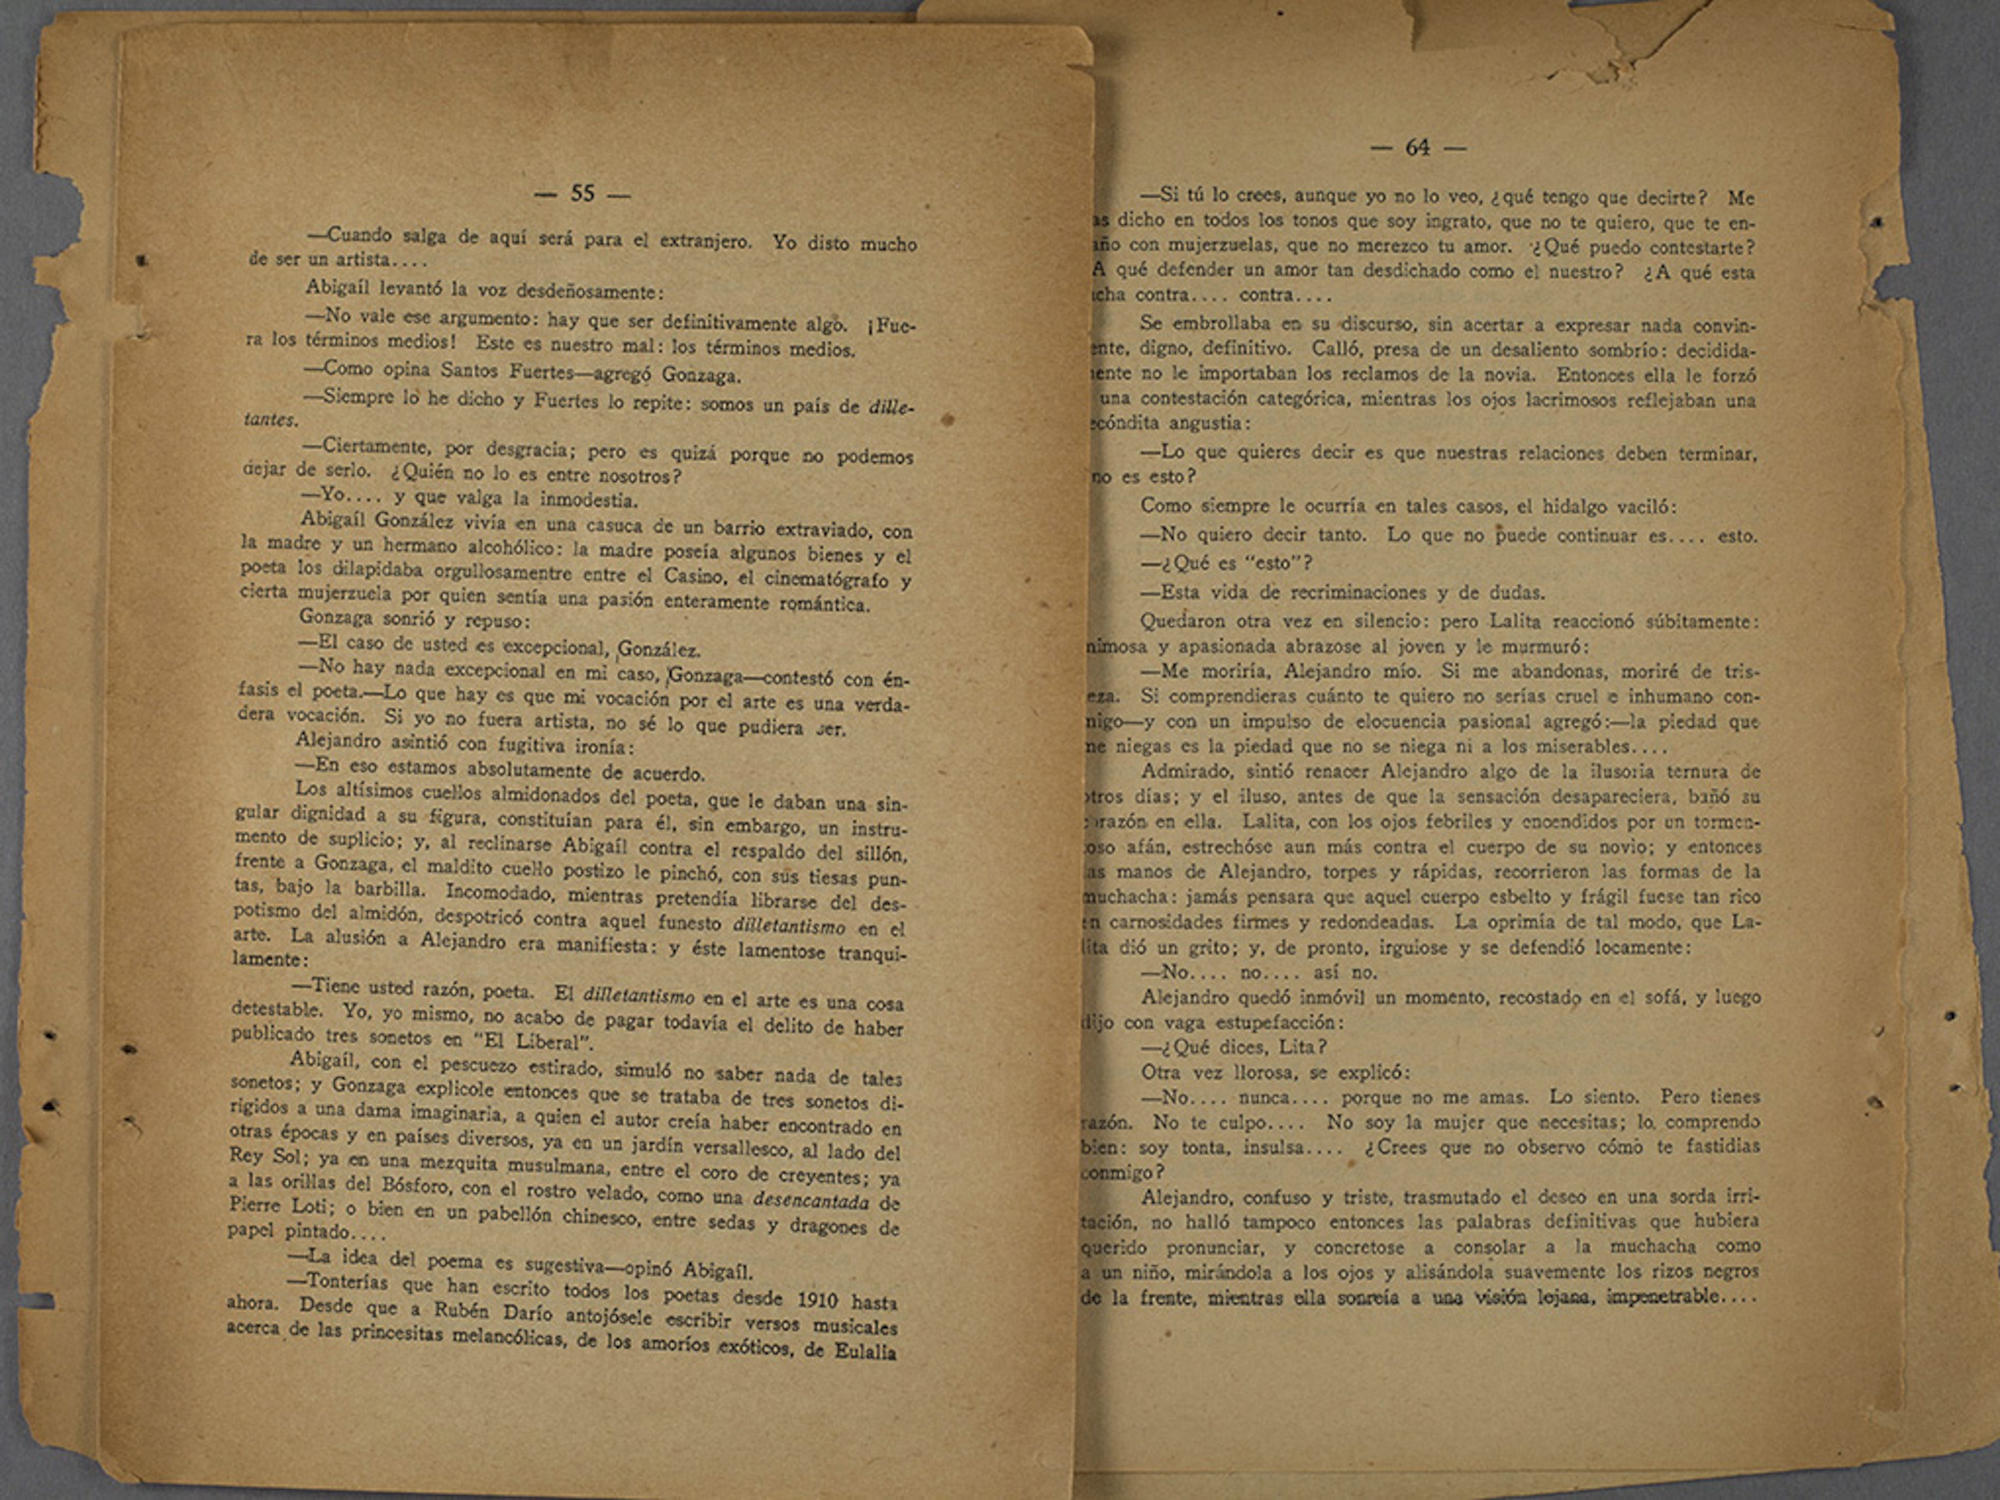 — 55 —
—Cuando salga de aquí será para el extranjero. Yo disto mucho
de ser un artista....
Abigaíl levantó la voz desdeñosamente:
—No vale ese argumento: hay que ser definitivamente algo. ¡Fue-
ra los términos medios! Este es nuestro mal: los términos medios.
—Como opina Santos Fuertes—agregó Gonzaga.
—Siempre lo he dicho y Fuertes lo repite: somos un país de dille-
tantes.
—Ciertamente, por desgracia; pero es quizá porque no podemos
dejar de serlo. ¿Quién no lo es entre nosotros?
—Yo.... y que valga la inmodestia.
Abigaíl González vivía en una casuca de un barrio extraviado, con
la madre y un hermano alcohólico: la madre poseía algunos bienes y el
poeta los dilapidaba orgullosamentre entre el Casino, el cinematógrafo y
cierta mujerzuela por quien sentía una pasión enteramente romántica.
Gonzaga sonrió y repuso:
—El caso de usted es excepcional, González.
—No hay nada excepcional en mi caso, Gonzaga—contestó con én-
fasis el poeta.—Lo que hay es que mi vocación por el arte es una verda-
dera vocación. Si yo no fuera artista, no sé lo que pudiera ser.
Alejandro asintió con fugitiva ironía:
—En eso estamos absolutamente de acuerdo.
Los altísimos cuellos almidonados del poeta, que le daban una sin-
gular dignidad a su figura, constituían para él, sin embargo, un instru-
mento de suplicio; y, al reclinarse Abigaíl contra el respaldo del sillón,
frente a Gonzaga, el maldito cuello postizo le pinchó, con sus tiesas pun-
tas, bajo la barbilla. Incomodado, mientras pretendía librarse del des-
potismo del almidón, despotricó contra aquel funesto dilletantismo en el
arte. La alusión a Alejandro era manifiesta: y éste lamentose tranqui-
lamente:
—Tiene usted razón, poeta. El dilletantismo en el arte es una cosa
detestable. Yo, yo mismo, no acabo de pagar todavía el delito de haber
publicado tres sonetos en "El Liberal".
Abigaíl, con el pescuezo estirado, simuló no saber nada de tales
sonetos; y Gonzaga explicole entonces que se trataba de tres sonetos di-
rigidos a una dama imaginaria, a quien el autor creía haber encontrado en
otras épocas y en países diversos, ya en un jardín versallesco, al lado del
Rey Sol; ya en una mezquita musulmana, entre el coro de creyentes; ya
a las orillas del Bósforo, con el rostro velado, como una desencantada de
Pierre Loti; o bien en un pabellón chinesco, entre sedas y dragones de
papel pintado....
—La idea del poema es sugestiva—opinó Abigaíl.
—Tonterías que han escrito todos los poetas desde 1910 hasta
ahora. Desde que a Rubén Darío antojósele escribir versos musicales
acerca de las princesitas melancólicas, de los amoríos exóticos, de Eulalia
— 64 —
—Si tú lo crees, aunque yo no lo veo, ¿qué tengo que decirte? Me
as dicho en todos los tonos que soy ingrato, que no te quiero, que te en-
año con mujerzuelas, que no merezco tu amor. ¿Qué puedo contestarte?
A qué defender un amor tan desdichado como el nuestro? ¿A qué esta
cha contra.... contra....
Se embrollaba en su discurso, sin acertar a expresar nada convin-
ente, digno, definitivo. Calló, presa de un desaliento sombrío: decidida-
ente no le importaban los reclamos de la novia. Entonces ella le forzó
una contestación categórica, mientras los ojos lacrimosos reflejaban una
ecóndita angustia:
—Lo que quieres decir es que nuestras relaciones deben terminar,
no es esto?
Como siempre le ocurría en tales casos, el hidalgo vaciló:
—No quiero decir tanto. Lo que no puede continuar es.... esto.
—¿Qué es "esto"?
—Esta vida de recriminaciones y de dudas.
Quedaron otra vez en silencio: pero Lalita reaccionó súbitamente:
nimosa y apasionada abrazose al joven y le murmuró:
—Me moriría, Alejandro mío. Si me abandonas, moriré de tris-
eza. Si comprendieras cuánto te quiero no serías cruel e inhumano con-
migo—y con un impulso de elocuencia pasional agregó:—la piedad que
me niegas es la piedad que no se niega ni a los miserables....
Admirado, sintió renacer Alejandro algo de la ilusoria ternura de
otros días; y el iluso, antes de que la sensación desapareciera, bañó su
corazón en ella. Lalita, con los ojos febriles y encendidos por un tormen-
oso afán, estrechóse aun más contra el cuerpo de su novio; y entonces
as manos de Alejandro, torpes y rápidas, recorrieron las formas de la
muchacha: jamás pensara que aquel cuerpo esbelto y frágil fuese tan rico
en carnosidades firmes y redondeadas. La oprimía de tal modo, que La-
lita dió un grito; y, de pronto, irguiose y se defendió locamente:
—No.... no.... así no.
Alejandro quedó inmóvil un momento, recostado en el sofá, y luego
dijo con vaga estupefacción:
—¿Qué dices, Lita?
Otra vez llorosa, se explicó:
—No.... nunca.... porque no me amas. Lo siento. Pero tienes
razón. No te culpo.... No soy la mujer que necesitas; lo comprendo
bien: soy tonta, insulsa.... ¿Crees que no observo cómo te fastidias
conmigo?
Alejandro, confuso y triste, trasmutado el deseo en una sorda irri-
tación, no halló tampoco entonces las palabras definitivas que hubiera
querido pronunciar, y concretose a consolar a la muchacha como
a un niño, mirándola a los ojos y alisándola suavemente los rizos negros
de la frente, mientras ella sonreía a una visión lejana, impenetrable....